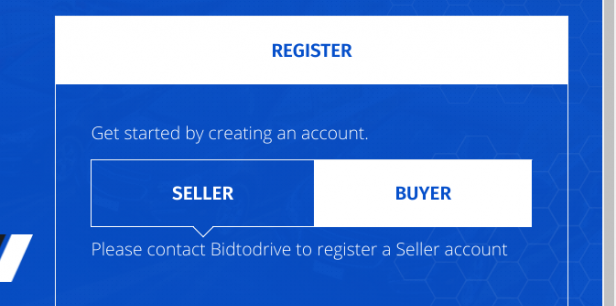 REGISTER
Get started by creating an account.
SELLER
BUYER
Please contact Bidtodrive to register a Seller account